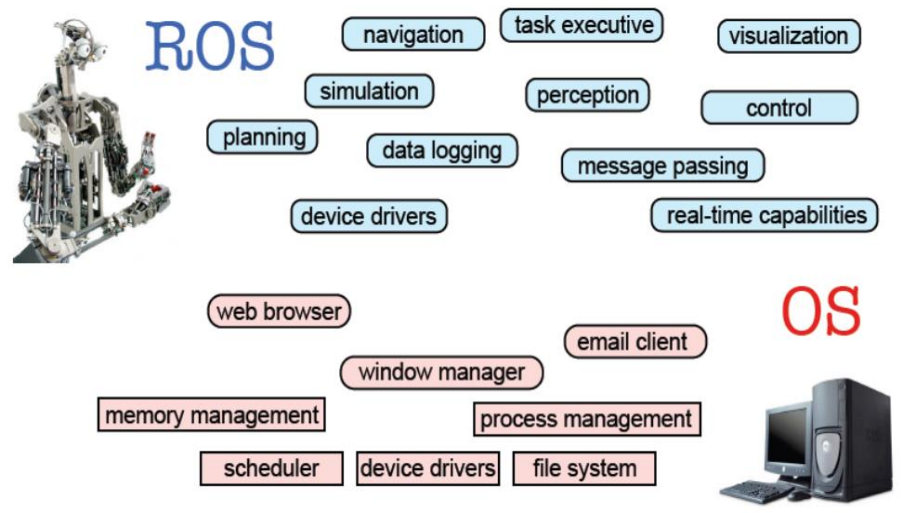 ROS
navigation
task executive
visualization
simulation
perception
control
planning
data logging
message passing
device drivers
real-time capabilities
OS
web browser
email client
window manager
memory management
process management
scheduler
device drivers
file system